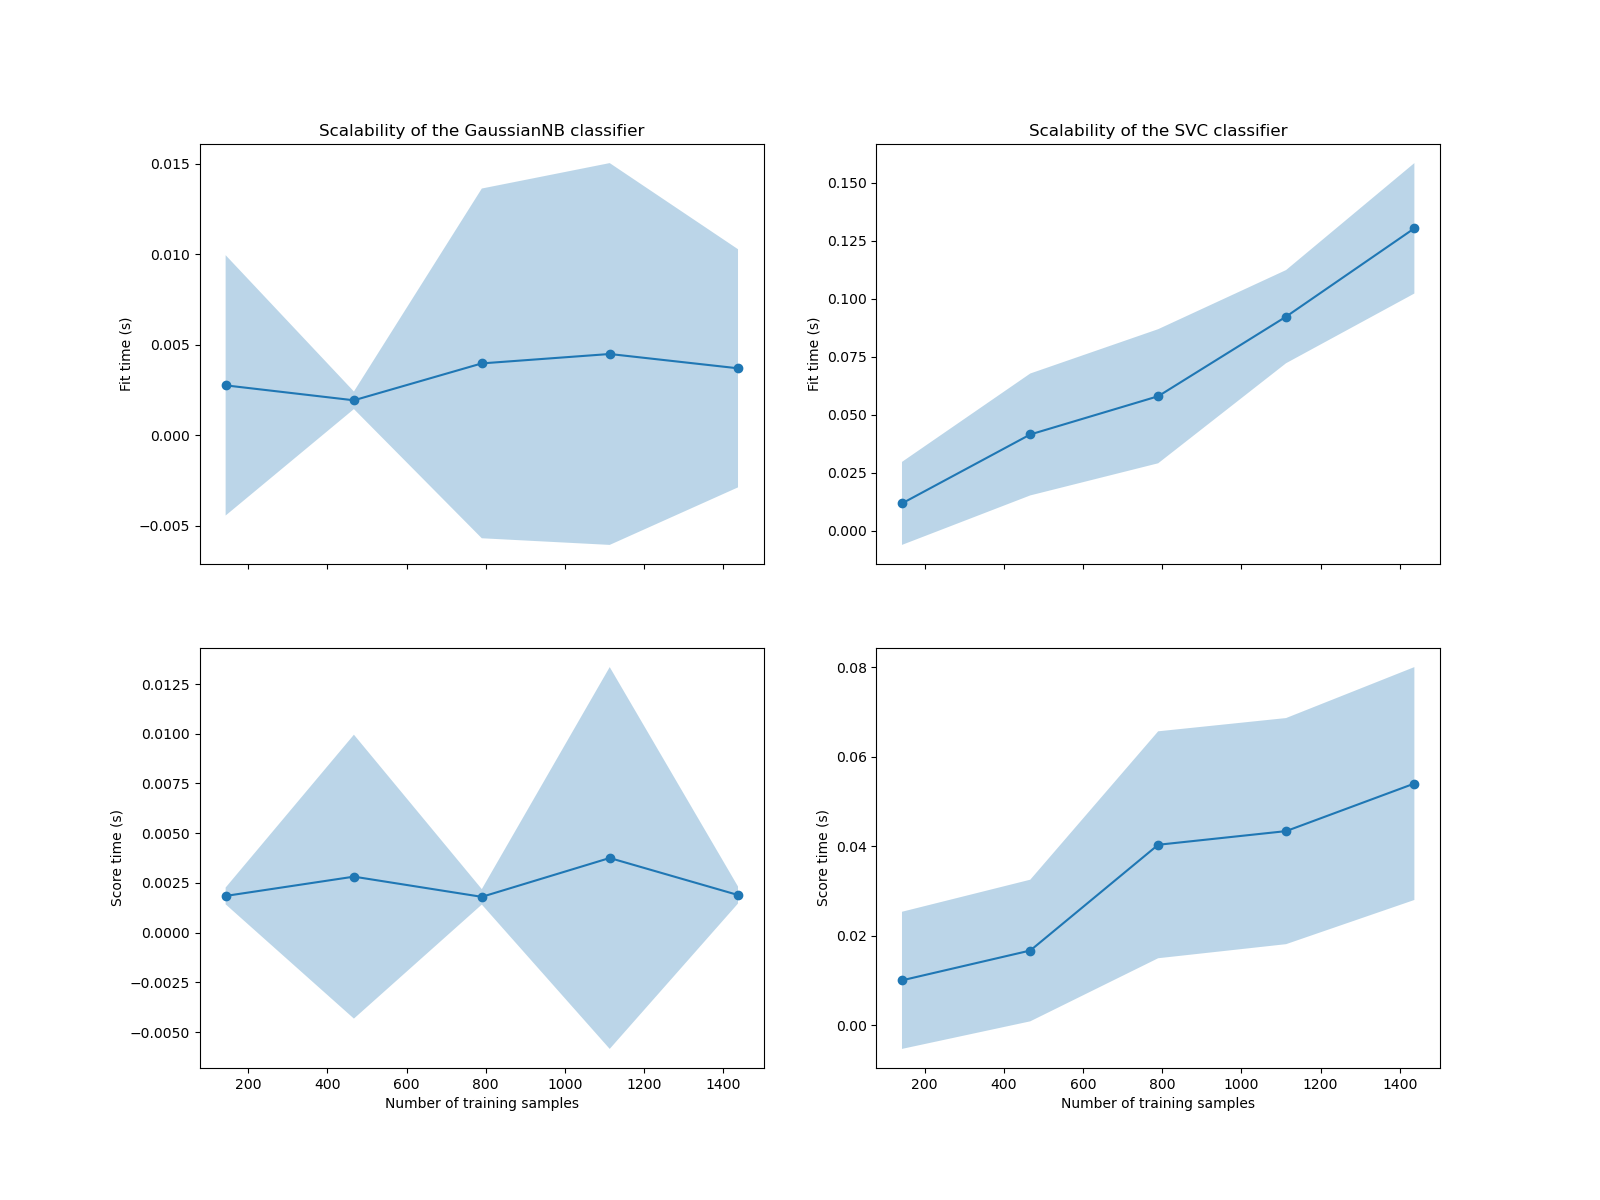 Scalability of the GaussianNB classifier
0.015
0.010
0.005
0.000
−0.005
Fit time (s)
Scalability of the SVC classifier
0.150
0.125
0.100
0.075
0.050
0.025
0.000
Fit time (s)
0.0125
0.0100
0.0075
0.0050
0.0025
0.0000
−0.0025
−0.0050
Score time (s)
200 400 600 800 1000 1200 1400
Number of training samples
0.08
0.06
0.04
0.02
0.00
Score time (s)
200 400 600 800 1000 1200 1400
Number of training samples